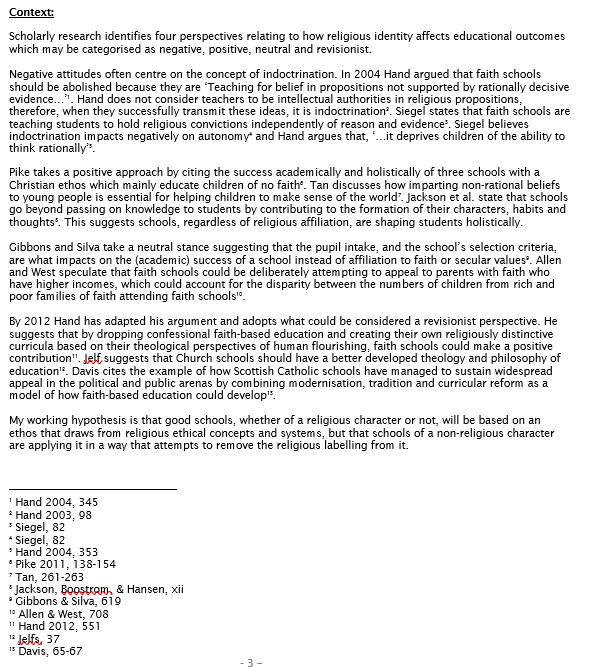 Context:
Scholarly research identifies four perspectives relating to how religious identity affects educational outcomes
which may be categorised as negative, positive, neutral and revisionist.
Negative attitudes often centre on the concept of indoctrination. In 2004 Hand argued that faith schools
should be abolished because they are ‘Teaching for belief in propositions not supported by rationally decisive
evidence…’¹. Hand does not consider teachers to be intellectual authorities in religious propositions,
therefore, when they successfully transmit these ideas, it is indoctrination². Siegel states that faith schools are
teaching students to hold religious convictions independently of reason and evidence³. Siegel believes
indoctrination impacts negatively on autonomy⁴ and Hand argues that, ‘…it deprives children of the ability to
think rationally’⁵.
Pike takes a positive approach by citing the success academically and holistically of three schools with a
Christian ethos which mainly educate children of no faith⁶. Tan discusses how imparting non-rational beliefs
to young people is essential for helping children to make sense of the world⁷. Jackson et al. state that schools
go beyond passing on knowledge to students by contributing to the formation of their characters, habits and
thoughts⁸. This suggests schools, regardless of religious affiliation, are shaping students holistically.
Gibbons and Silva take a neutral stance suggesting that the pupil intake, and the school's selection criteria,
are what impacts on the (academic) success of a school instead of affiliation to faith or secular values⁹. Allen
and West speculate that faith schools could be deliberately attempting to appeal to parents with faith who
have higher incomes, which could account for the disparity between the numbers of children from rich and
poor families of faith attending faith schools¹⁰.
By 2012 Hand has adapted his argument and adopts what could be considered a revisionist perspective. He
suggests that by dropping confessional faith-based education and creating their own religiously distinctive
curricula based on their theological perspectives of human flourishing, faith schools could make a positive
contribution¹¹. Jelf suggests that Church schools should have a better developed theology and philosophy of
education¹². Davis cites the example of how Scottish Catholic schools have managed to sustain widespread
appeal in the political and public arenas by combining modernisation, tradition and curricular reform as a
model of how faith-based education could develop¹³.
My working hypothesis is that good schools, whether of a religious character or not, will be based on an
ethos that draws from religious ethical concepts and systems, but that schools of a non-religious character
are applying it in a way that attempts to remove the religious labelling from it.
¹ Hand 2004, 345
² Hand 2003, 98
³ Siegel, 82
⁴ Siegel, 82
⁵ Hand 2004, 353
⁶ Pike 2011, 138-154
⁷ Tan, 261-263
⁸ Jackson, Boostrom, & Hansen, xii
⁹ Gibbons & Silva, 619
¹⁰ Allen & West, 708
¹¹ Hand 2012, 551
¹² Jelfs, 37
¹³ Davis, 65-67
- 3 –